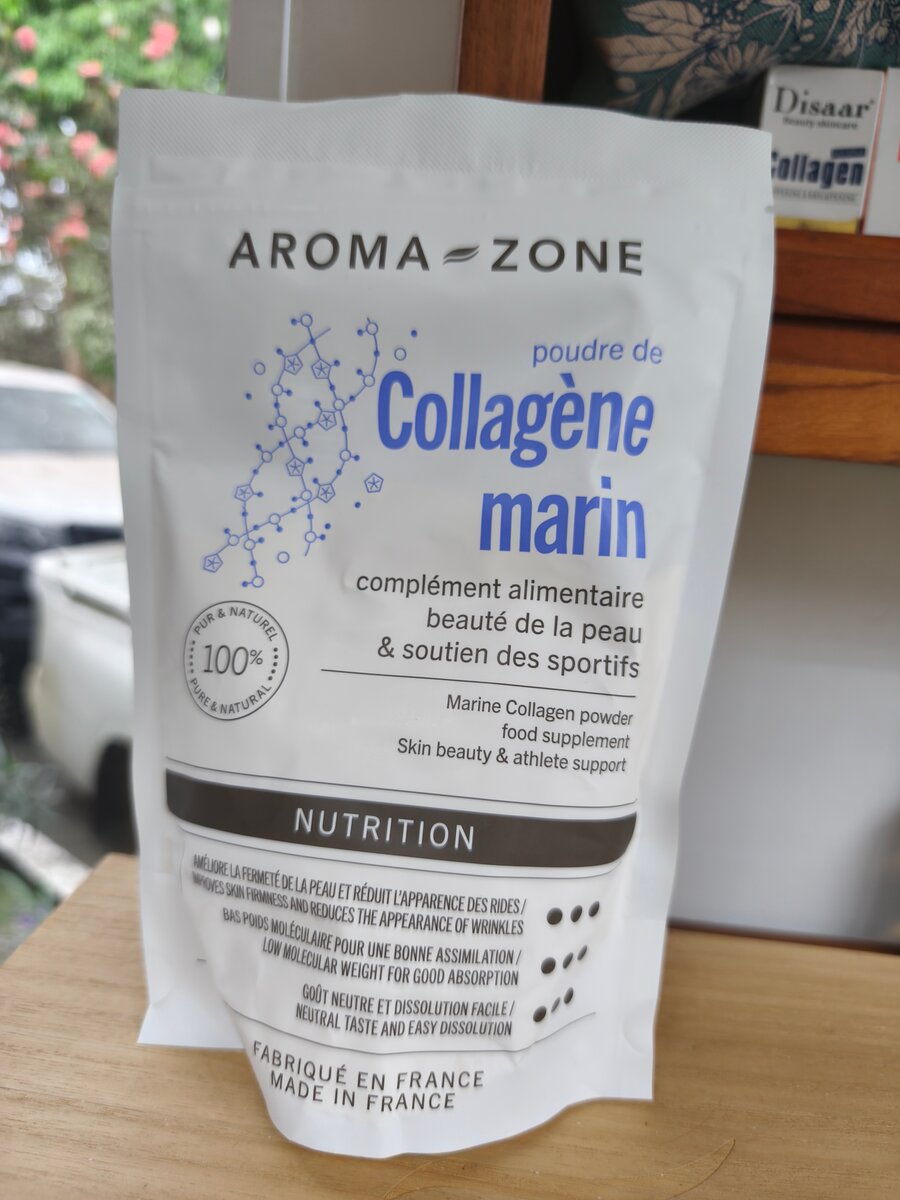 AROMA ZONE
poudre de
Collagène
marin
complément alimentaire
beauté de la peau
& soutien des sportifs
PUR & NATUREL
100%
PURE & NATURAL
Marine Collagen powder
food supplement
Skin beauty & athlete support
NUTRITION
AMÉLIORE LA FERMETÉ DE LA PEAU ET RÉDUIT L'APPARENCE DES RIDES /
IMPROVES SKIN FIRMNESS AND REDUCES THE APPEARANCE OF WRINKLES
BAS POIDS MOLÉCULAIRE POUR UNE BONNE ASSIMILATION /
LOW MOLECULAR WEIGHT FOR GOOD ABSORPTION
GOÛT NEUTRE ET DISSOLUTION FACILE /
NEUTRAL TASTE AND EASY DISSOLUTION
FABRIQUÉ EN FRANCE
MADE IN FRANCE
Disaar
Beauty skincare
Collagen